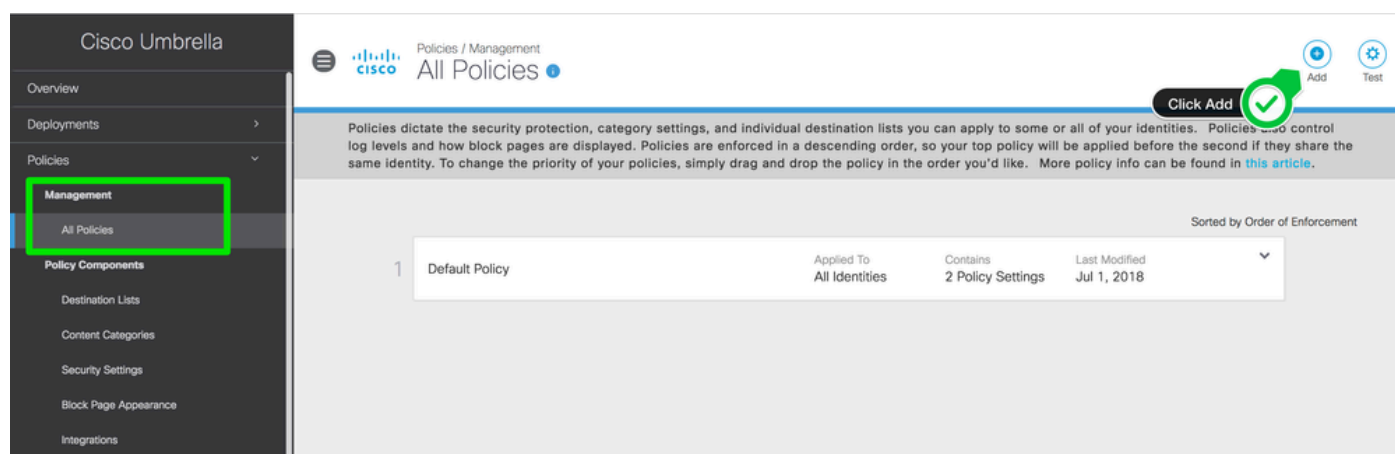 Cisco Umbrella
Overview
Deployments
Policies
Management
All Policies
Policy Components
Destination Lists
Content Categories
Security Settings
Block Page Appearance
Integrations
CISCO
Policies / Management
All Policies
Add
Test
Click Add
Policies dictate the security protection, category settings, and individual destination lists you can apply to some or all of your identities. Policies also control
log levels and how block pages are displayed. Policies are enforced in a descending order, so your top policy will be applied before the second if they share the
same identity. To change the priority of your policies, simply drag and drop the policy in the order you'd like. More policy info can be found in this article.
Sorted by Order of Enforcement
1 Default Policy
Applied To
All Identities
Contains
2 Policy Settings
Last Modified
Jul 1, 2018